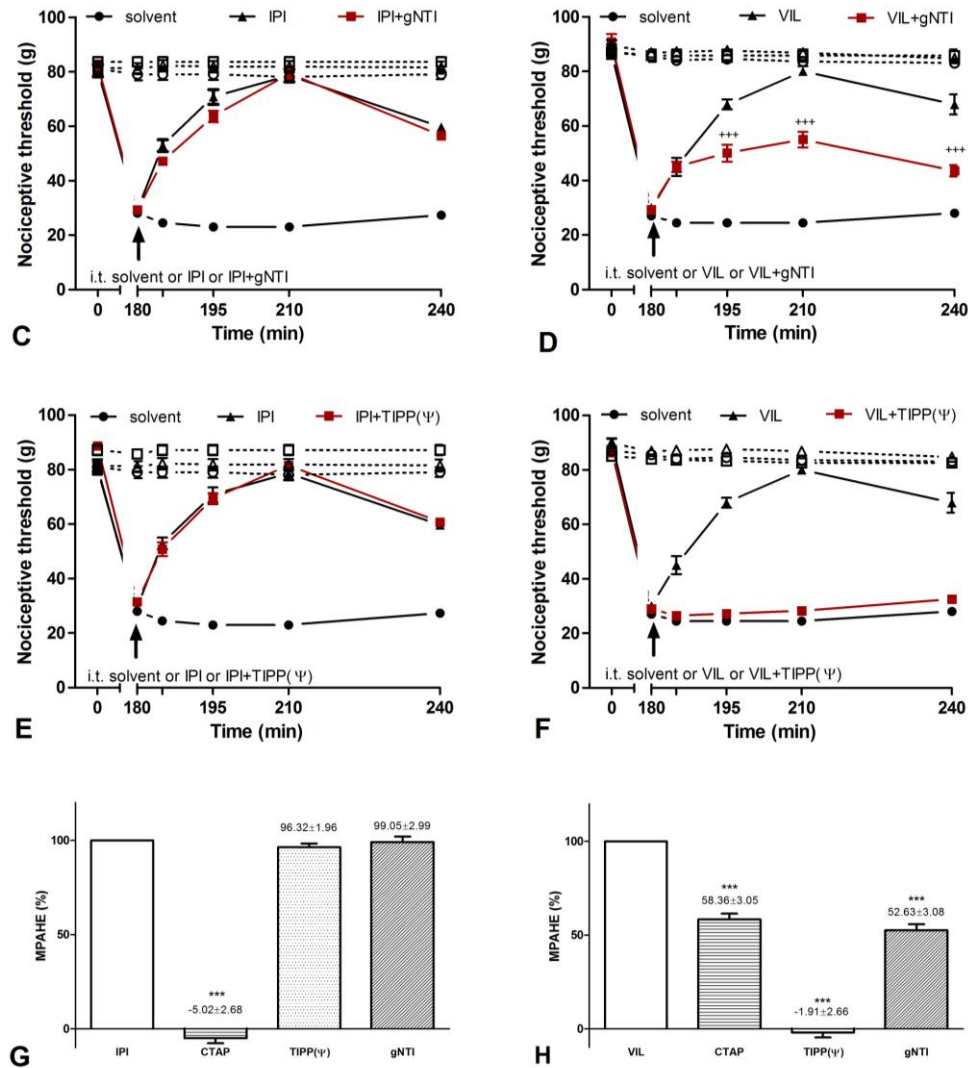 solvent IPI IPI+gNTI
Nociceptive threshold (g)
100
80
60
40
20
0
i.t. solvent or IPI or IPI+gNTI
0 180 195 210 240
C
Time (min)
solvent VIL VIL+gNTI
Nociceptive threshold (g)
100
80
60
40
20
0
+++
+++
+++
i.t. solvent or VIL or VIL+gNTI
0 180 195 210 240
D
Time (min)
solvent IPI IPI+TIPP(Ψ)
Nociceptive threshold (g)
100
80
60
40
20
0
i.t. solvent or IPI or IPI+TIPP(Ψ)
0 180 195 210 240
E
Time (min)
solvent VIL VIL+TIPP(Ψ)
Nociceptive threshold (g)
100
80
60
40
20
0
i.t. solvent or VIL or VIL+TIPP(Ψ)
0 180 195 210 240
F
Time (min)
MPAHE (%)
100
50
0
***
-5.02±2.68
96.32±1.96
99.05±2.99
G
IPI CTAP TIPP(Ψ) gNTI
MPAHE (%)
100
50
0
***
58.36±3.05
***
-1.91±2.66
***
52.63±3.08
H
VIL CTAP TIPP(Ψ) gNTI